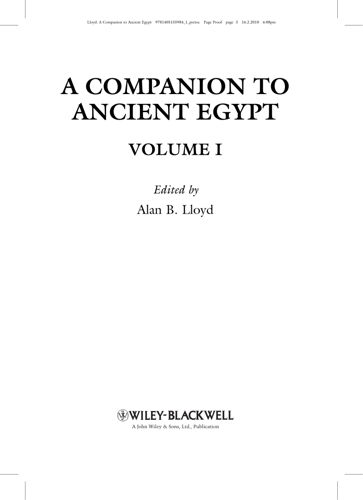 Lloyd: A Companion to Ancient Egypt 9781405155984_1_pretoc Page Proof page 3 16.2.2010 6:08pm
A COMPANION TO
ANCIENT EGYPT
VOLUME I
Edited by
Alan B. Lloyd
WILEY-BLACKWELL
A John Wiley & Sons, Ltd., Publication